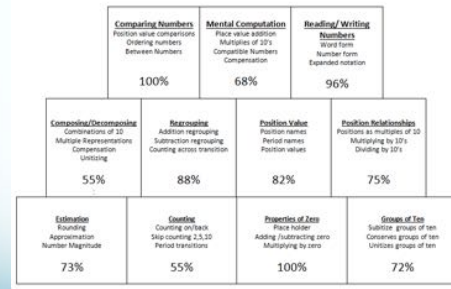 Comparing Numbers
Position value comparisons
Ordering numbers
Between Numbers
100%
Mental Computation
Place value addition
Multiples of 10's
Compatible Numbers
Compensation
68%
Reading/ Writing
Numbers
Word form
Number form
Expanded notation
96%
Composing/Decomposing
Combinations of 10
Multiple Representations
Compensation
Unitizing
55%
Regrouping
Addition regrouping
Subtraction regrouping
Counting across transition
88%
Position Value
Position names
Period names
Position values
82%
Position Relationships
Positions as multiples of 10
Multiplying by 10's
Dividing by 10's
75%
Estimation
Rounding
Approximation
Number Magnitude
73%
Counting
Counting on/back
Skip counting 2,5,10
Period transitions
55%
Properties of Zero
Place holder
Adding /subtracting zero
Multiplying by zero
100%
Groups of Ten
Subitize groups of ten
Conserves groups of ten
Unitizes groups of ten
72%